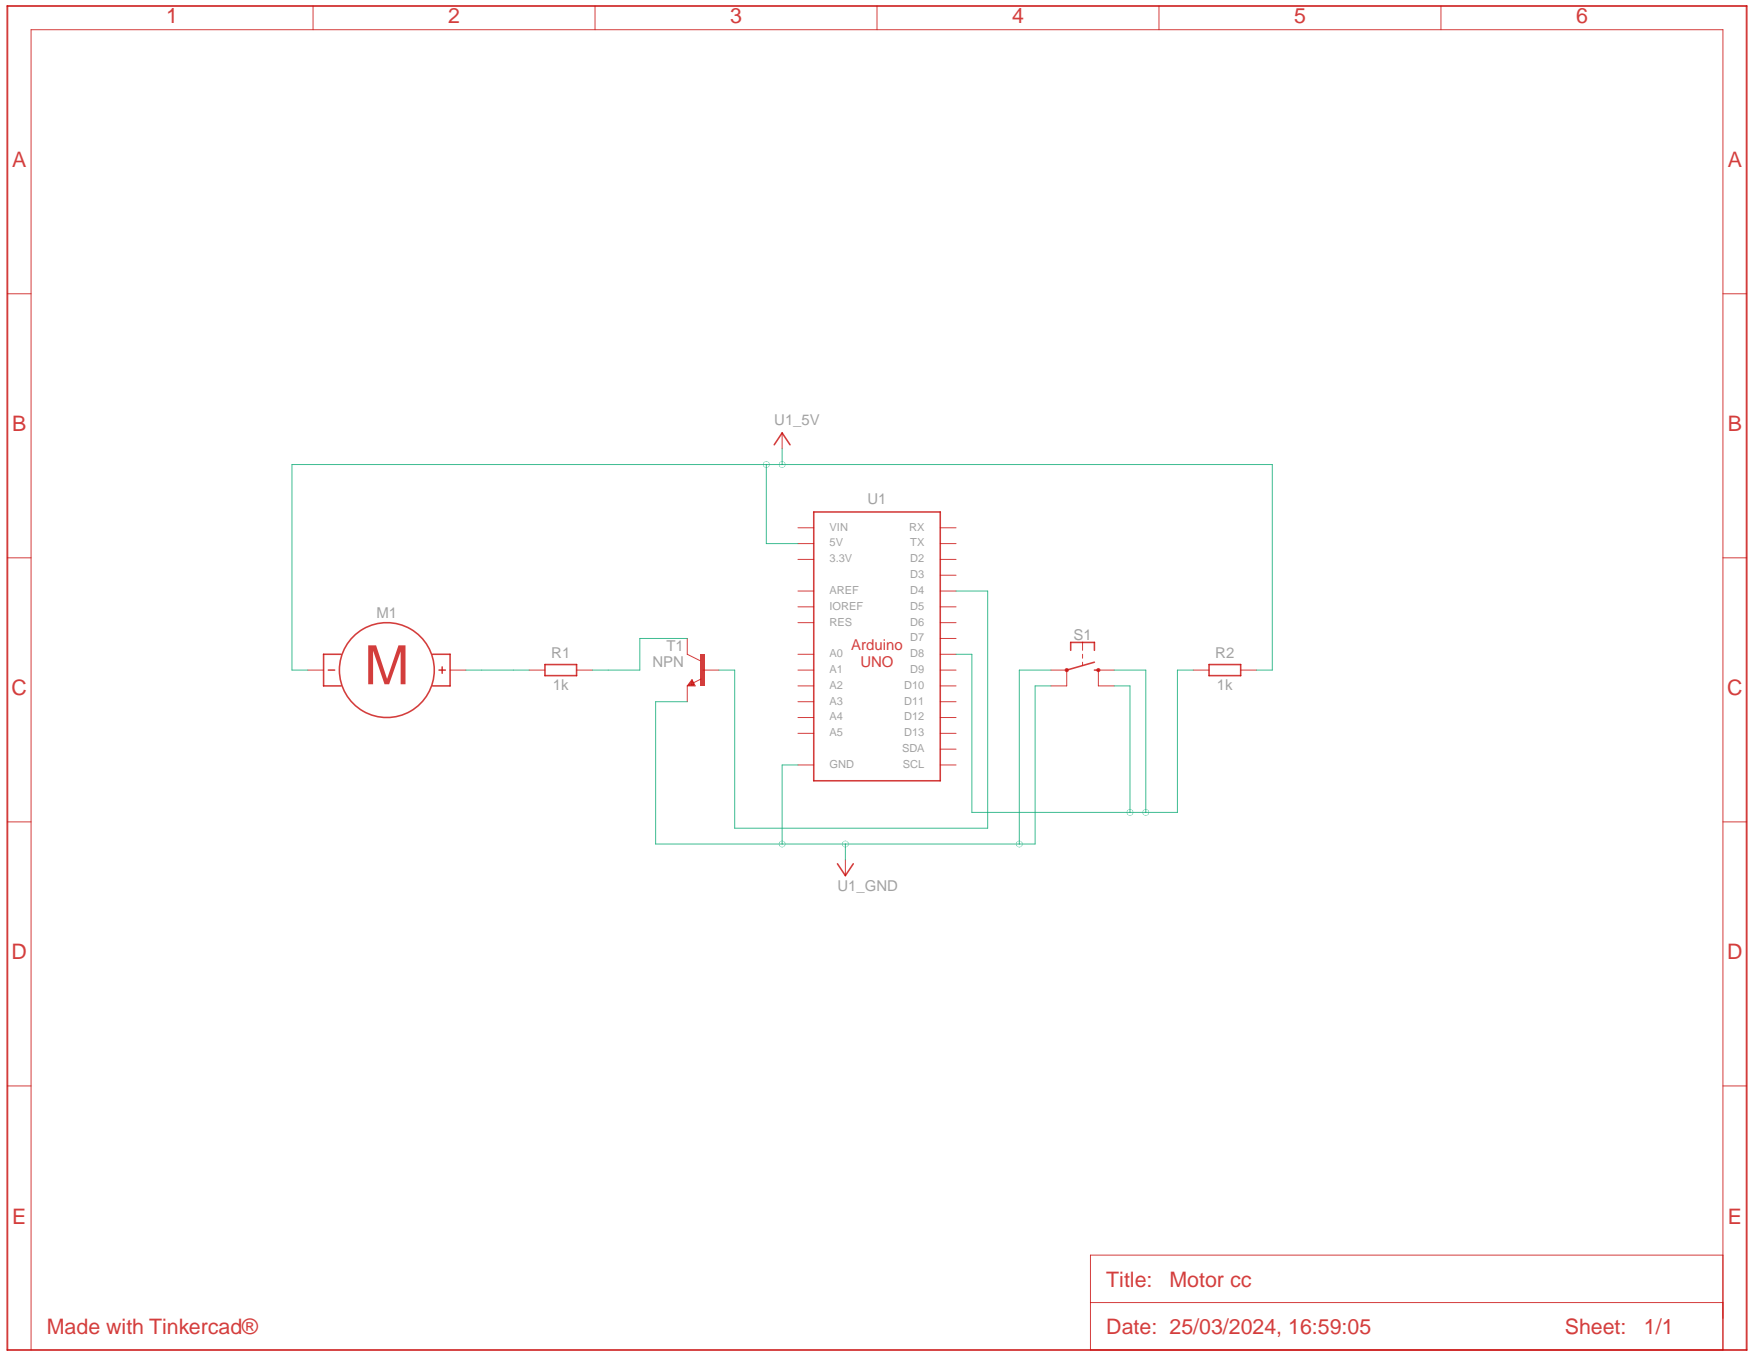 1 2 3 4 5 6
A A
B B
U1_5V
U1
VIN RX
5V TX
3.3V D2
D3
AREF D4
IOREF D5
RES D6
D7
Arduino
UNO
A0 D8
A1 D9
A2 D10
A3 D11
A4 D12
A5 D13
SDA
GND SCL
M1
- M +
R1
1k
T1
NPN
S1
R2
1k
C C
U1_GND
D D
E E
Title: Motor cc
Made with Tinkercad®
Date: 25/03/2024, 16:59:05 Sheet: 1/1